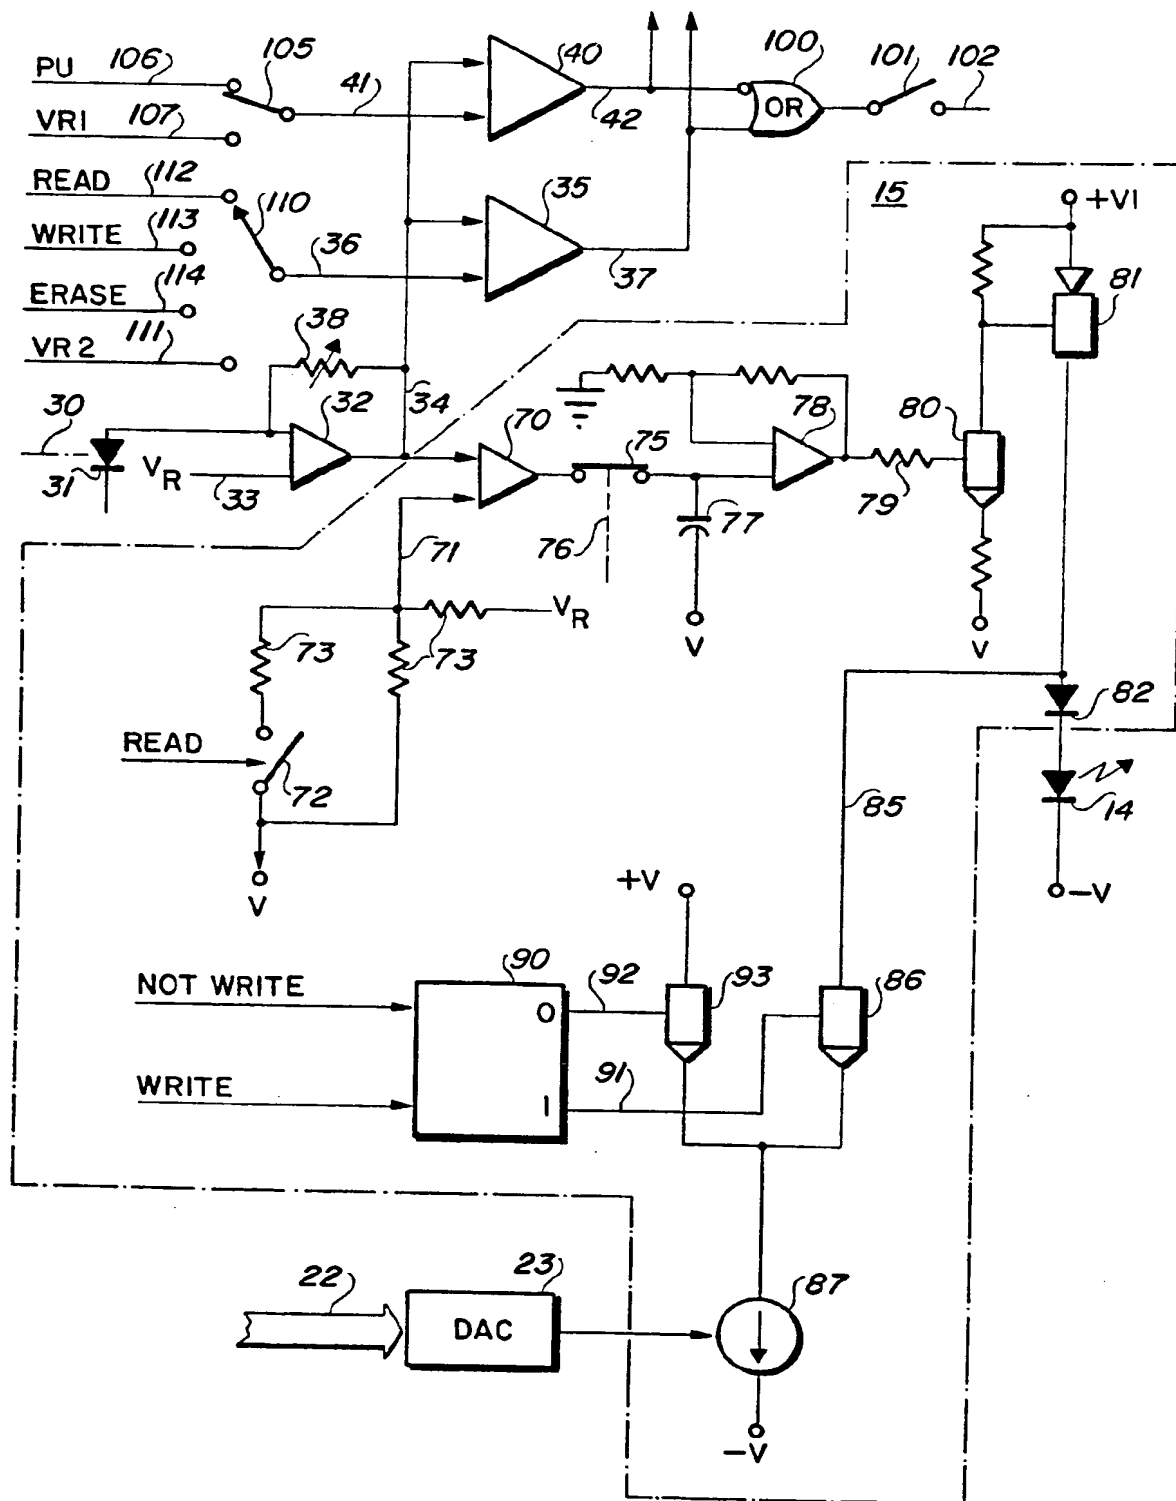 PU 106 105 41 40 42 100 OR 101 102
VR1 107
READ 112 110 35 15 +V1
WRITE 113 36 37
ERASE 114 81
VR2 111 38 34
30 32 70 75 78 80
31 VR 33 76 77 79
71
73 73 VR V V
82
READ 72 85 14
V +V -V
NOT WRITE 90 0 92 93 86
WRITE 1 91
22 23 DAC 87
-V